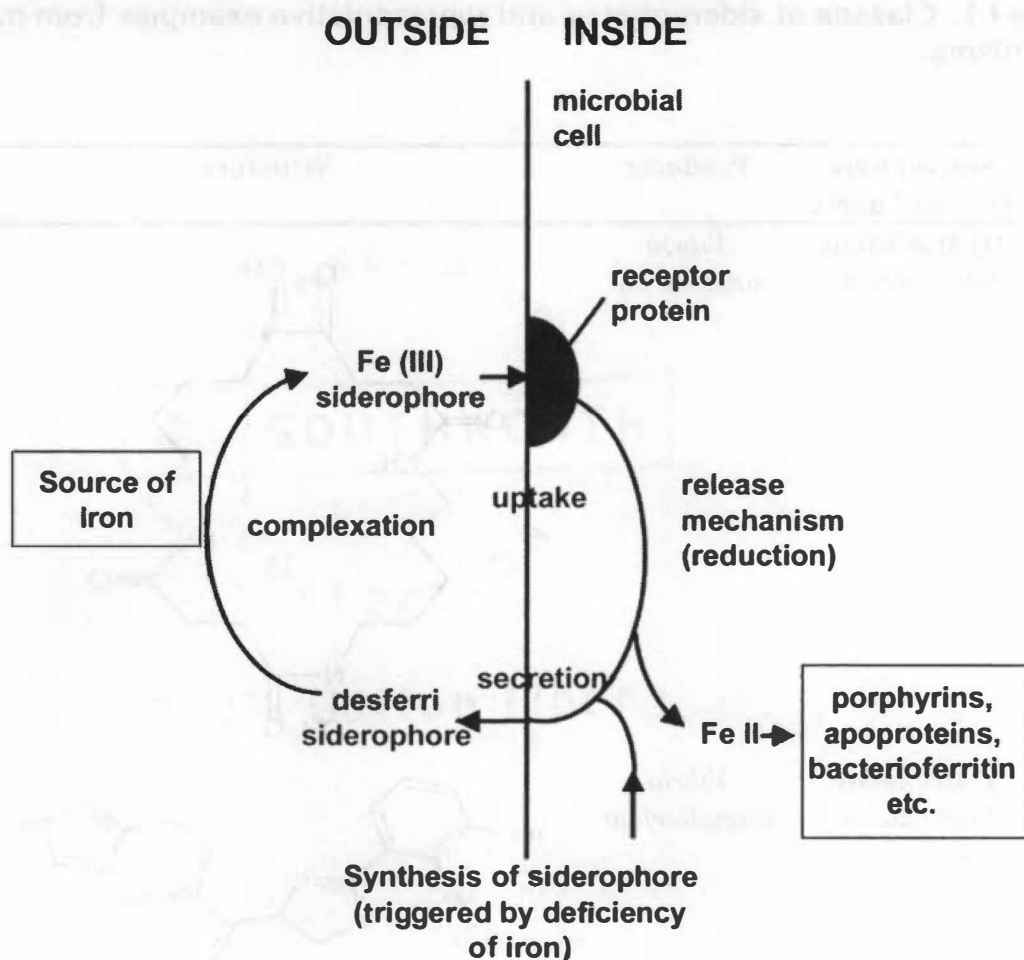 OUTSIDE INSIDE
microbial
cell
receptor
protein
Fe (III)
siderophore
Source of
Iron
complexation
uptake
release
mechanism
(reduction)
secretion
desferri
siderophore
Fe II
porphyrins,
apoproteins,
bacterioferritin
etc.
Synthesis of siderophore
(triggered by deficiency
of iron)